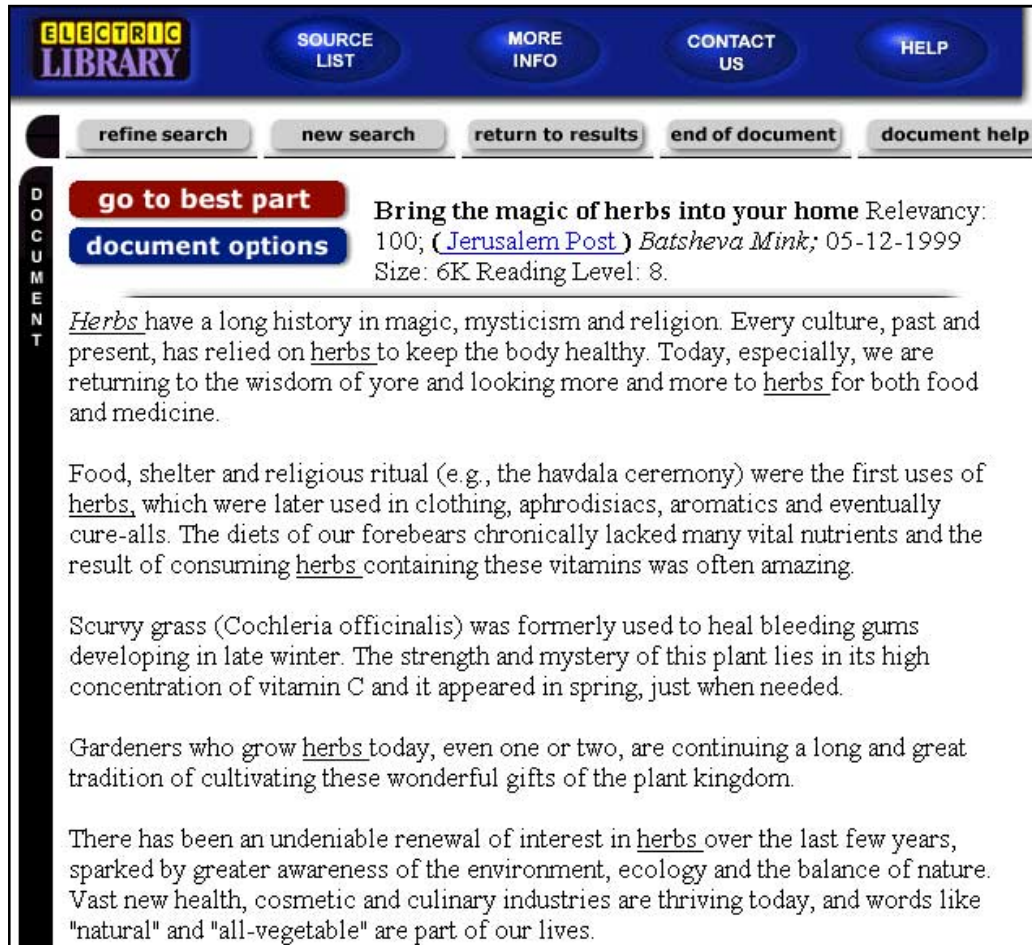 ELECTRIC
LIBRARY
SOURCE
LIST
MORE
INFO
CONTACT
US
HELP
refine search
new search
return to results
end of document
document help
DOCUMENT
go to best part
document options
Bring the magic of herbs into your home Relevancy:
100; ( Jerusalem Post ) Batsheva Mink; 05-12-1999
Size: 6K Reading Level: 8.
Herbs have a long history in magic, mysticism and religion. Every culture, past and
present, has relied on herbs to keep the body healthy. Today, especially, we are
returning to the wisdom of yore and looking more and more to herbs for both food
and medicine.
Food, shelter and religious ritual (e.g., the havdala ceremony) were the first uses of
herbs, which were later used in clothing, aphrodisiacs, aromatics and eventually
cure-alls. The diets of our forebears chronically lacked many vital nutrients and the
result of consuming herbs containing these vitamins was often amazing.
Scurvy grass (Cochleria officinalis) was formerly used to heal bleeding gums
developing in late winter. The strength and mystery of this plant lies in its high
concentration of vitamin C and it appeared in spring, just when needed.
Gardeners who grow herbs today, even one or two, are continuing a long and great
tradition of cultivating these wonderful gifts of the plant kingdom.
There has been an undeniable renewal of interest in herbs over the last few years,
sparked by greater awareness of the environment, ecology and the balance of nature.
Vast new health, cosmetic and culinary industries are thriving today, and words like
"natural" and "all-vegetable" are part of our lives.